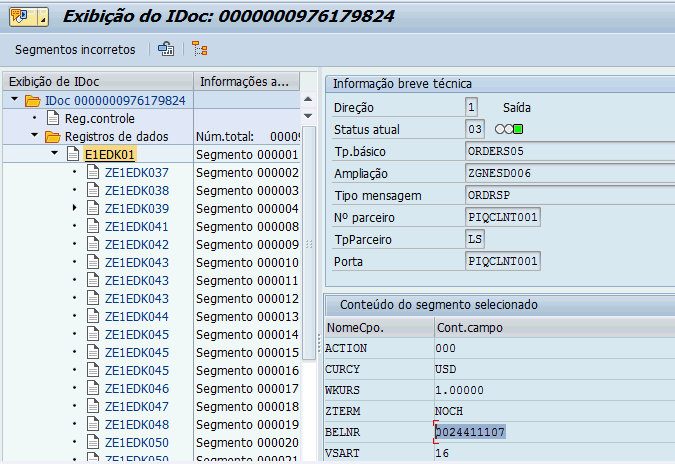 Exibição do IDoc: 0000000976179824
Segmentos incorretos
Exibição de IDoc Informações a...
IDoc 0000000976179824
Reg.controle
Registros de dados Núm.total: 0009
E1EDK01 Segmento 000001
ZE1EDK037 Segmento 000002
ZE1EDK038 Segmento 000003
ZE1EDK039 Segmento 000004
ZE1EDK041 Segmento 000008
ZE1EDK042 Segmento 000009
ZE1EDK043 Segmento 000010
ZE1EDK043 Segmento 000011
ZE1EDK043 Segmento 000012
ZE1EDK044 Segmento 000013
ZE1EDK045 Segmento 000014
ZE1EDK045 Segmento 000015
ZE1EDK045 Segmento 000016
ZE1EDK046 Segmento 000017
ZE1EDK047 Segmento 000018
ZE1EDK048 Segmento 000019
ZE1EDK050 Segmento 000020
ZE1EDK050 Segmento 000021
Informação breve técnica
Direção 1 Saída
Status atual 03
Tp.básico ORDERS05
Ampliação ZGNESD006
Tipo mensagem ORDRSP
Nº parceiro PIQCLNT001
TpParceiro LS
Porta PIQCLNT001
Conteúdo do segmento selecionado
NomeCpo. Cont.campo
ACTION 000
CURCY USD
WKURS 1.00000
ZTERM NOCH
BELNR 0024411107
VSART 16